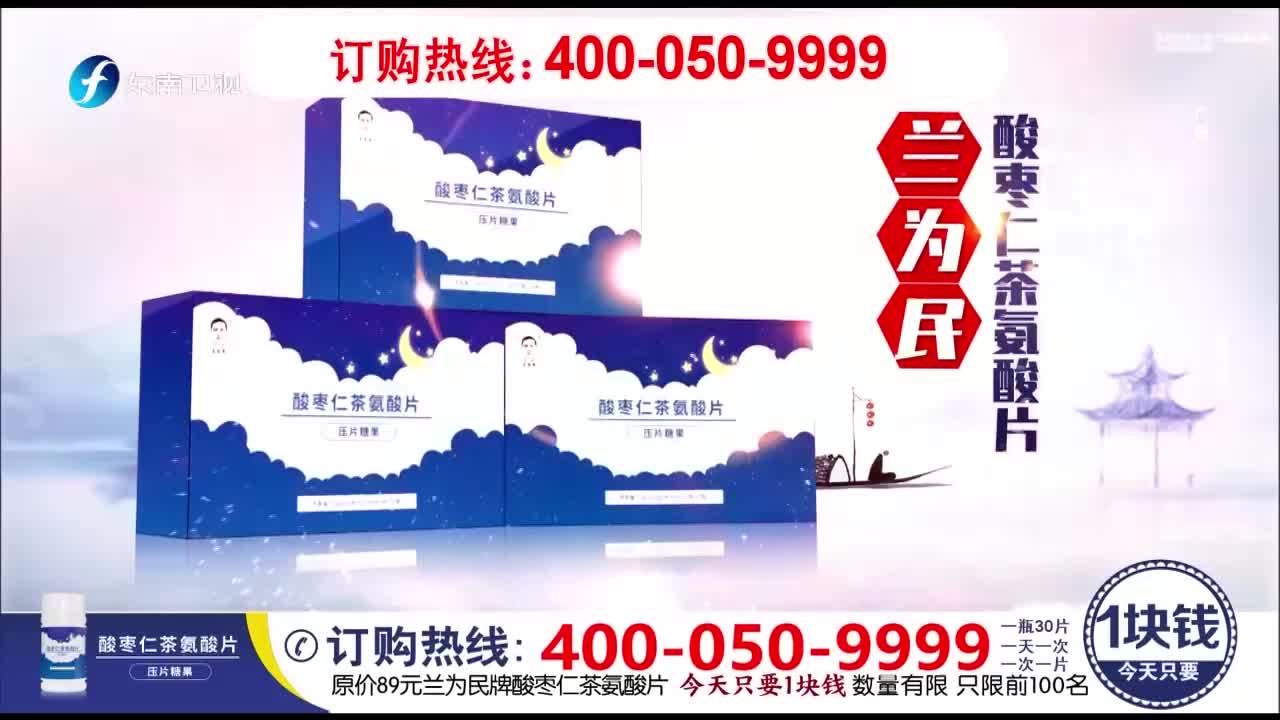 订购热线：400-050-9999
东南卫视
兰为民
酸枣仁茶氨酸片
酸枣仁茶氨酸片
压片糖果
酸枣仁茶氨酸片
压片糖果
酸枣仁茶氨酸片
压片糖果
酸枣仁茶氨酸片
压片糖果
订购热线：400-050-9999
一瓶30片
一天一次
一次一片
原价89元兰为民牌酸枣仁茶氨酸片 今天只要1块钱 数量有限 只限前100名
1块钱
今天只要